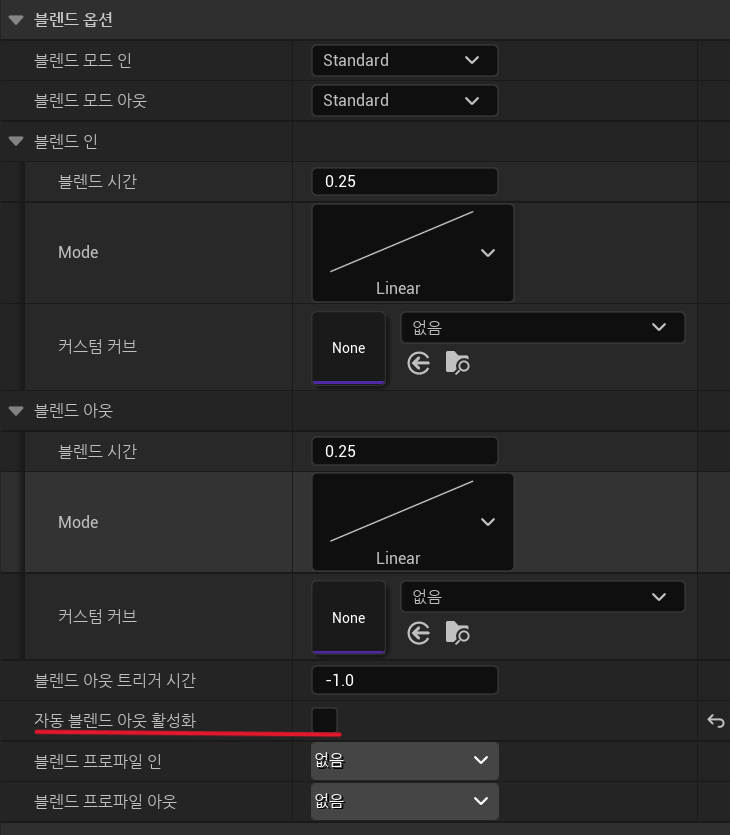 블렌드 옵션
블렌드 모드 인 Standard
블렌드 모드 아웃 Standard
블렌드 인
블렌드 시간 0.25
Mode Linear
커스텀 커브 None 없음
블렌드 아웃
블렌드 시간 0.25
Mode Linear
커스텀 커브 None 없음
블렌드 아웃 트리거 시간 -1.0
자동 블렌드 아웃 활성화
블렌드 프로파일 인 없음
블렌드 프로파일 아웃 없음